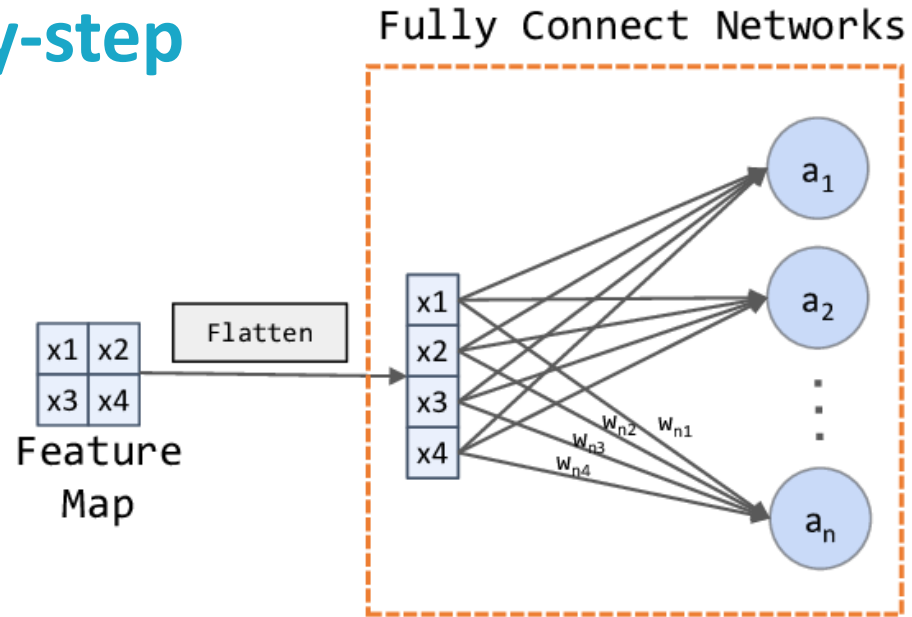 y-step
Fully Connect Networks
a1
x1
a2
Flatten
x1 x2
x2
x3 x4
x3
x4
wn2 wn1
wn3
wn4
Feature
Map
an